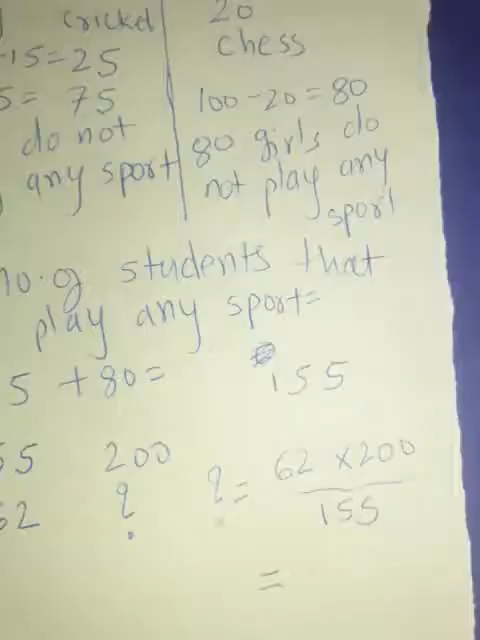 cricket
-15=25
5= 75
do not
any sport
20
chess
100-20=80
80 girls do
not play any
sport
no.of students that
play any sport=
5 +80= 155
55 200
62 ? ?= 62 x200
155
=